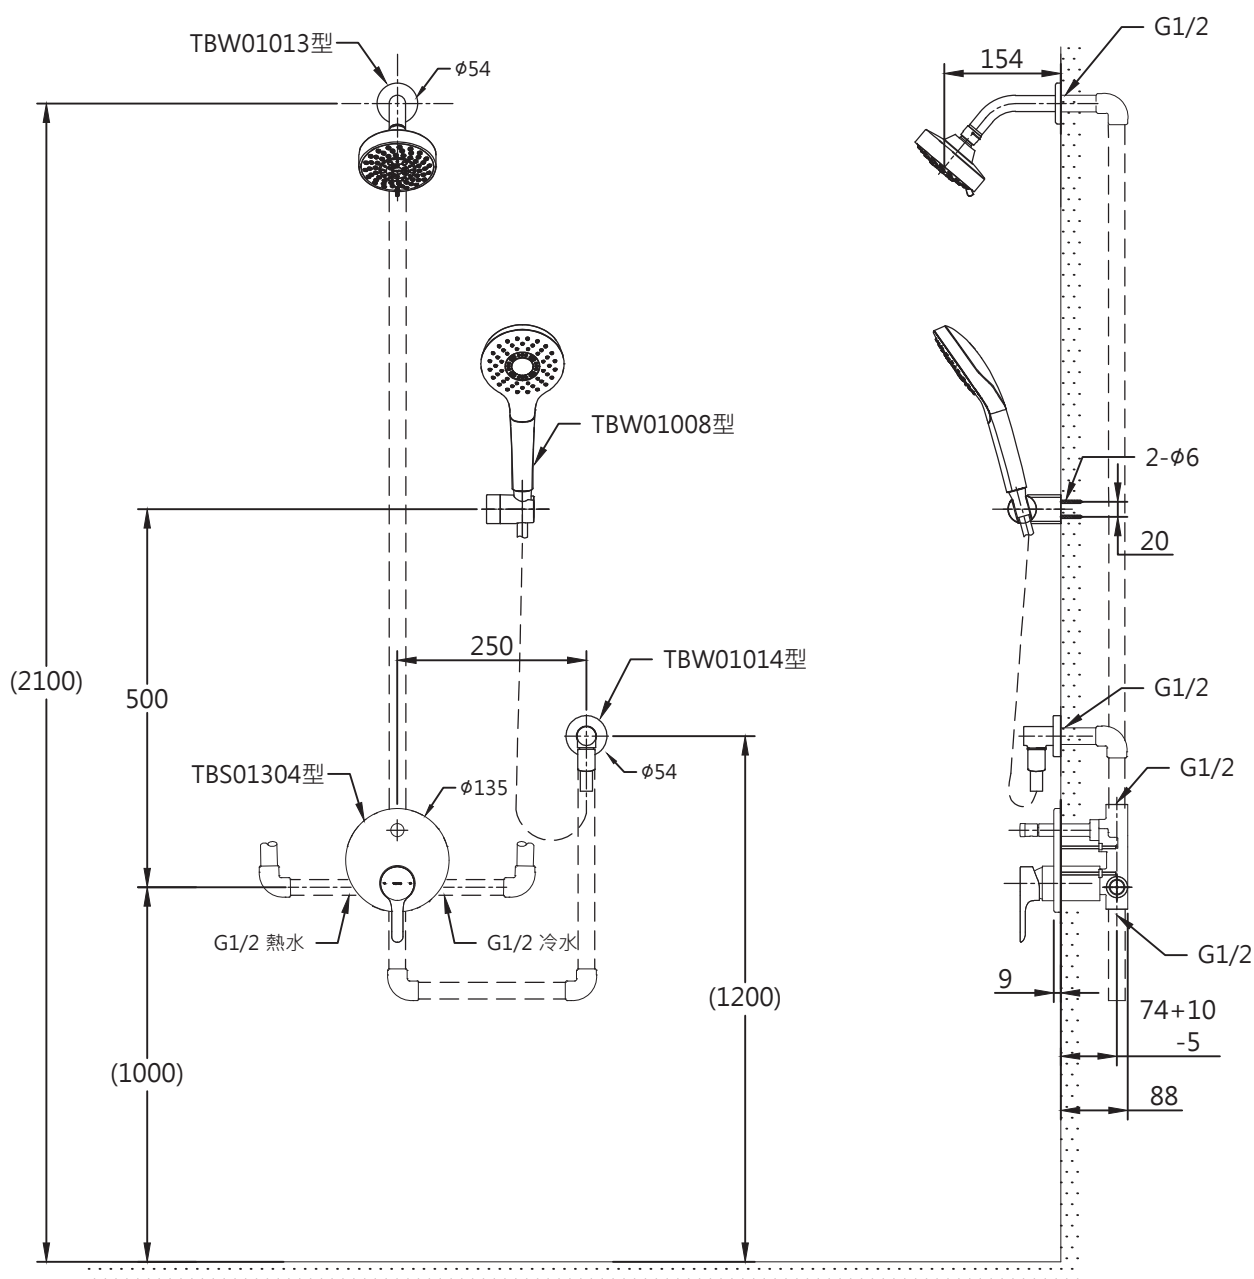 TBW01013型
φ54
G1/2
154
TBW01008型
2-φ6
20
250
TBW01014型
(2100)
500
G1/2
TBS01304型
φ135
φ54
G1/2
G1/2 熱水
G1/2 冷水
G1/2
9
(1200)
74+10
-5
(1000)
88